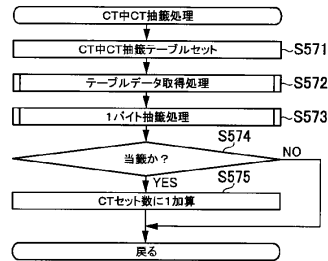 CT中CT抽籤処理
CT中CT抽籤テーブルセット
S571
テーブルデータ取得処理
S572
1バイト抽籤処理
S573
S574
当籤か?
NO
YES
S575
CTセット数に1加算
戻る